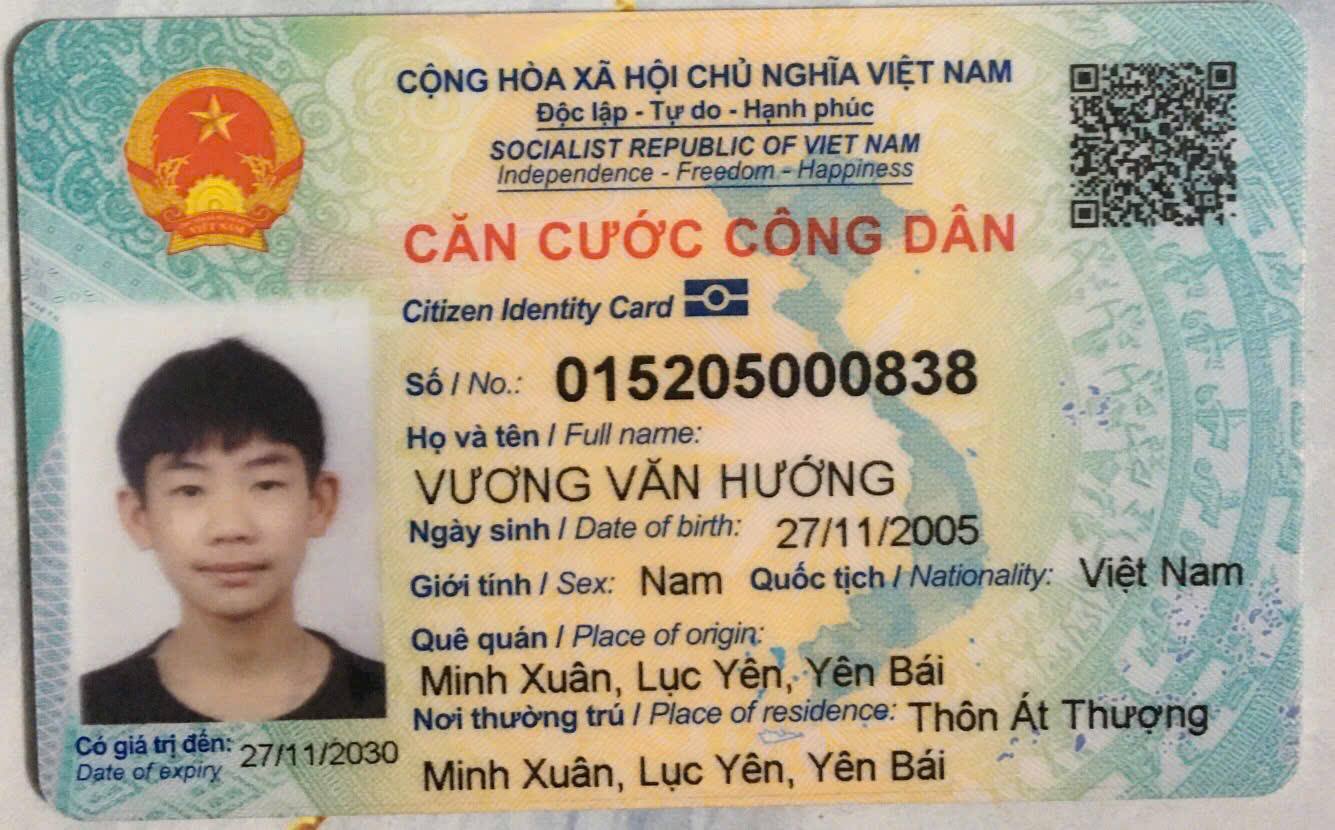 CỘNG HÒA XÃ HỘI CHỦ NGHĨA VIỆT NAM
Độc lập - Tự do - Hạnh phúc
SOCIALIST REPUBLIC OF VIET NAM
Independence - Freedom - Happiness
CĂN CƯỚC CÔNG DÂN
Citizen Identity Card
Số / No.: 015205000838
Họ và tên / Full name:
VƯƠNG VĂN HƯỚNG
Ngày sinh / Date of birth: 27/11/2005
Giới tính / Sex: Nam Quốc tịch / Nationality: Việt Nam
Quê quán / Place of origin:
Minh Xuân, Lục Yên, Yên Bái
Nơi thường trú / Place of residence: Thôn Át Thượng
Minh Xuân, Lục Yên, Yên Bái
Có giá trị đến: 27/11/2030
Date of expiry
VIỆT NAM